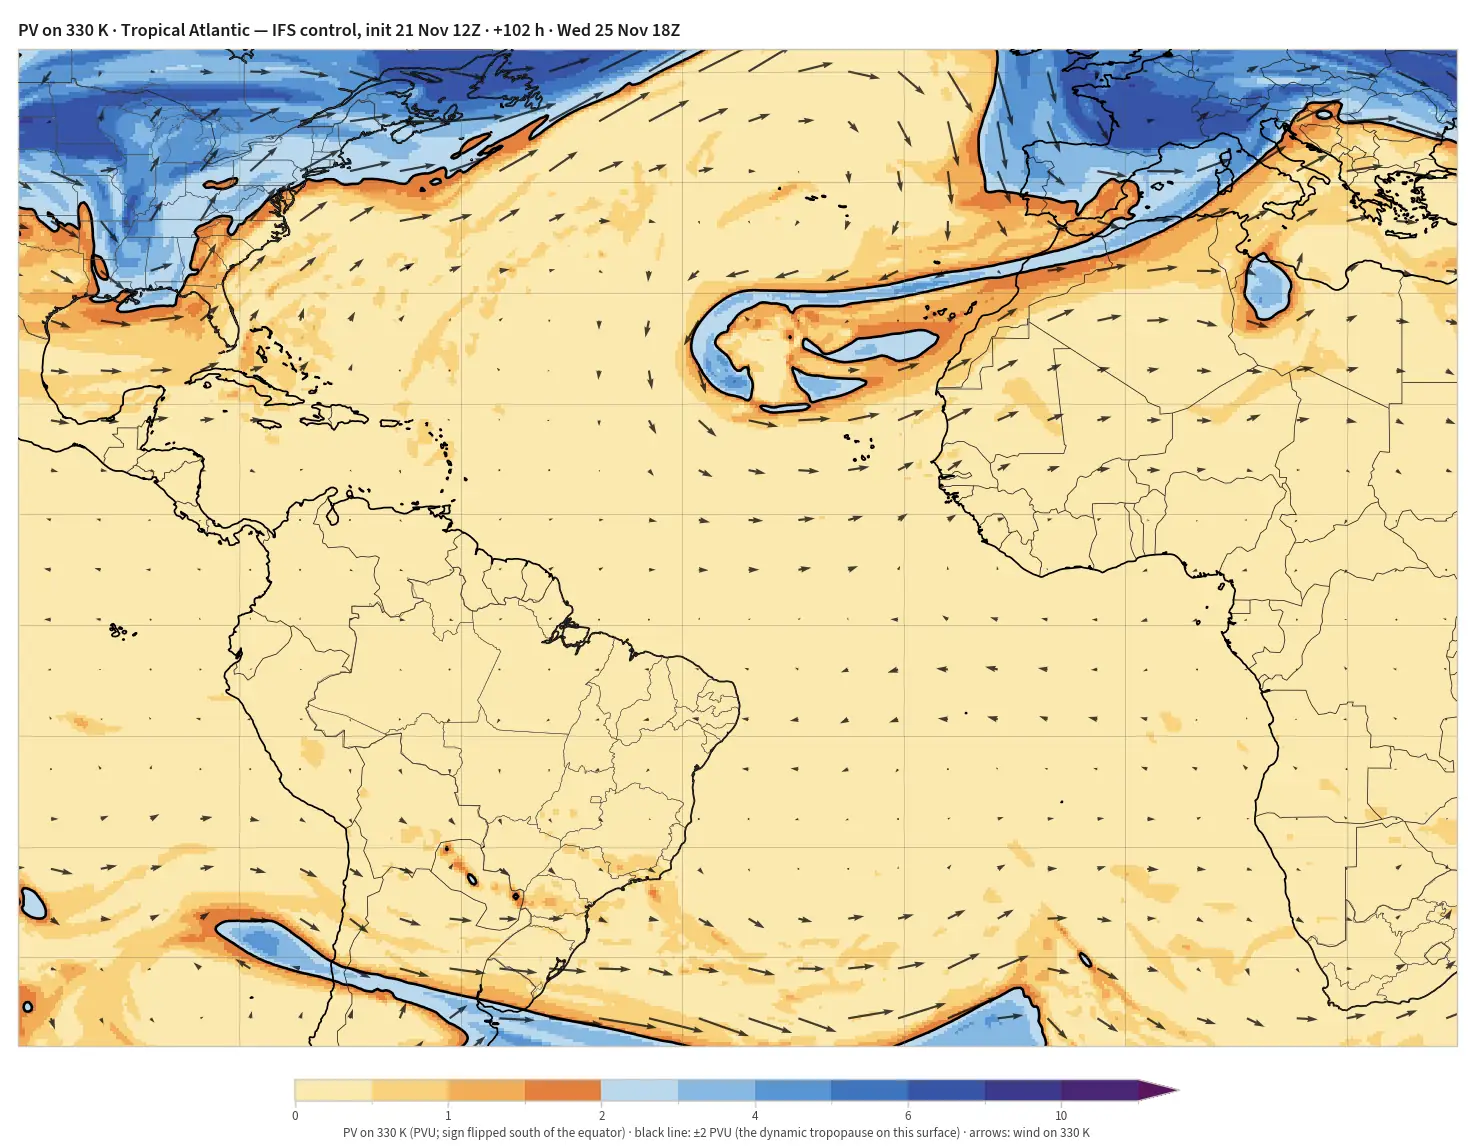 PV on 330 K · Tropical Atlantic — IFS control, init 21 Nov 12Z · +102 h · Wed 25 Nov 18Z
0 1 2 4 6 8 10
PV on 330 K (PVU; sign flipped south of the equator) · black line: ±2 PVU (the dynamic tropopause on this surface) · arrows: wind on 330 K